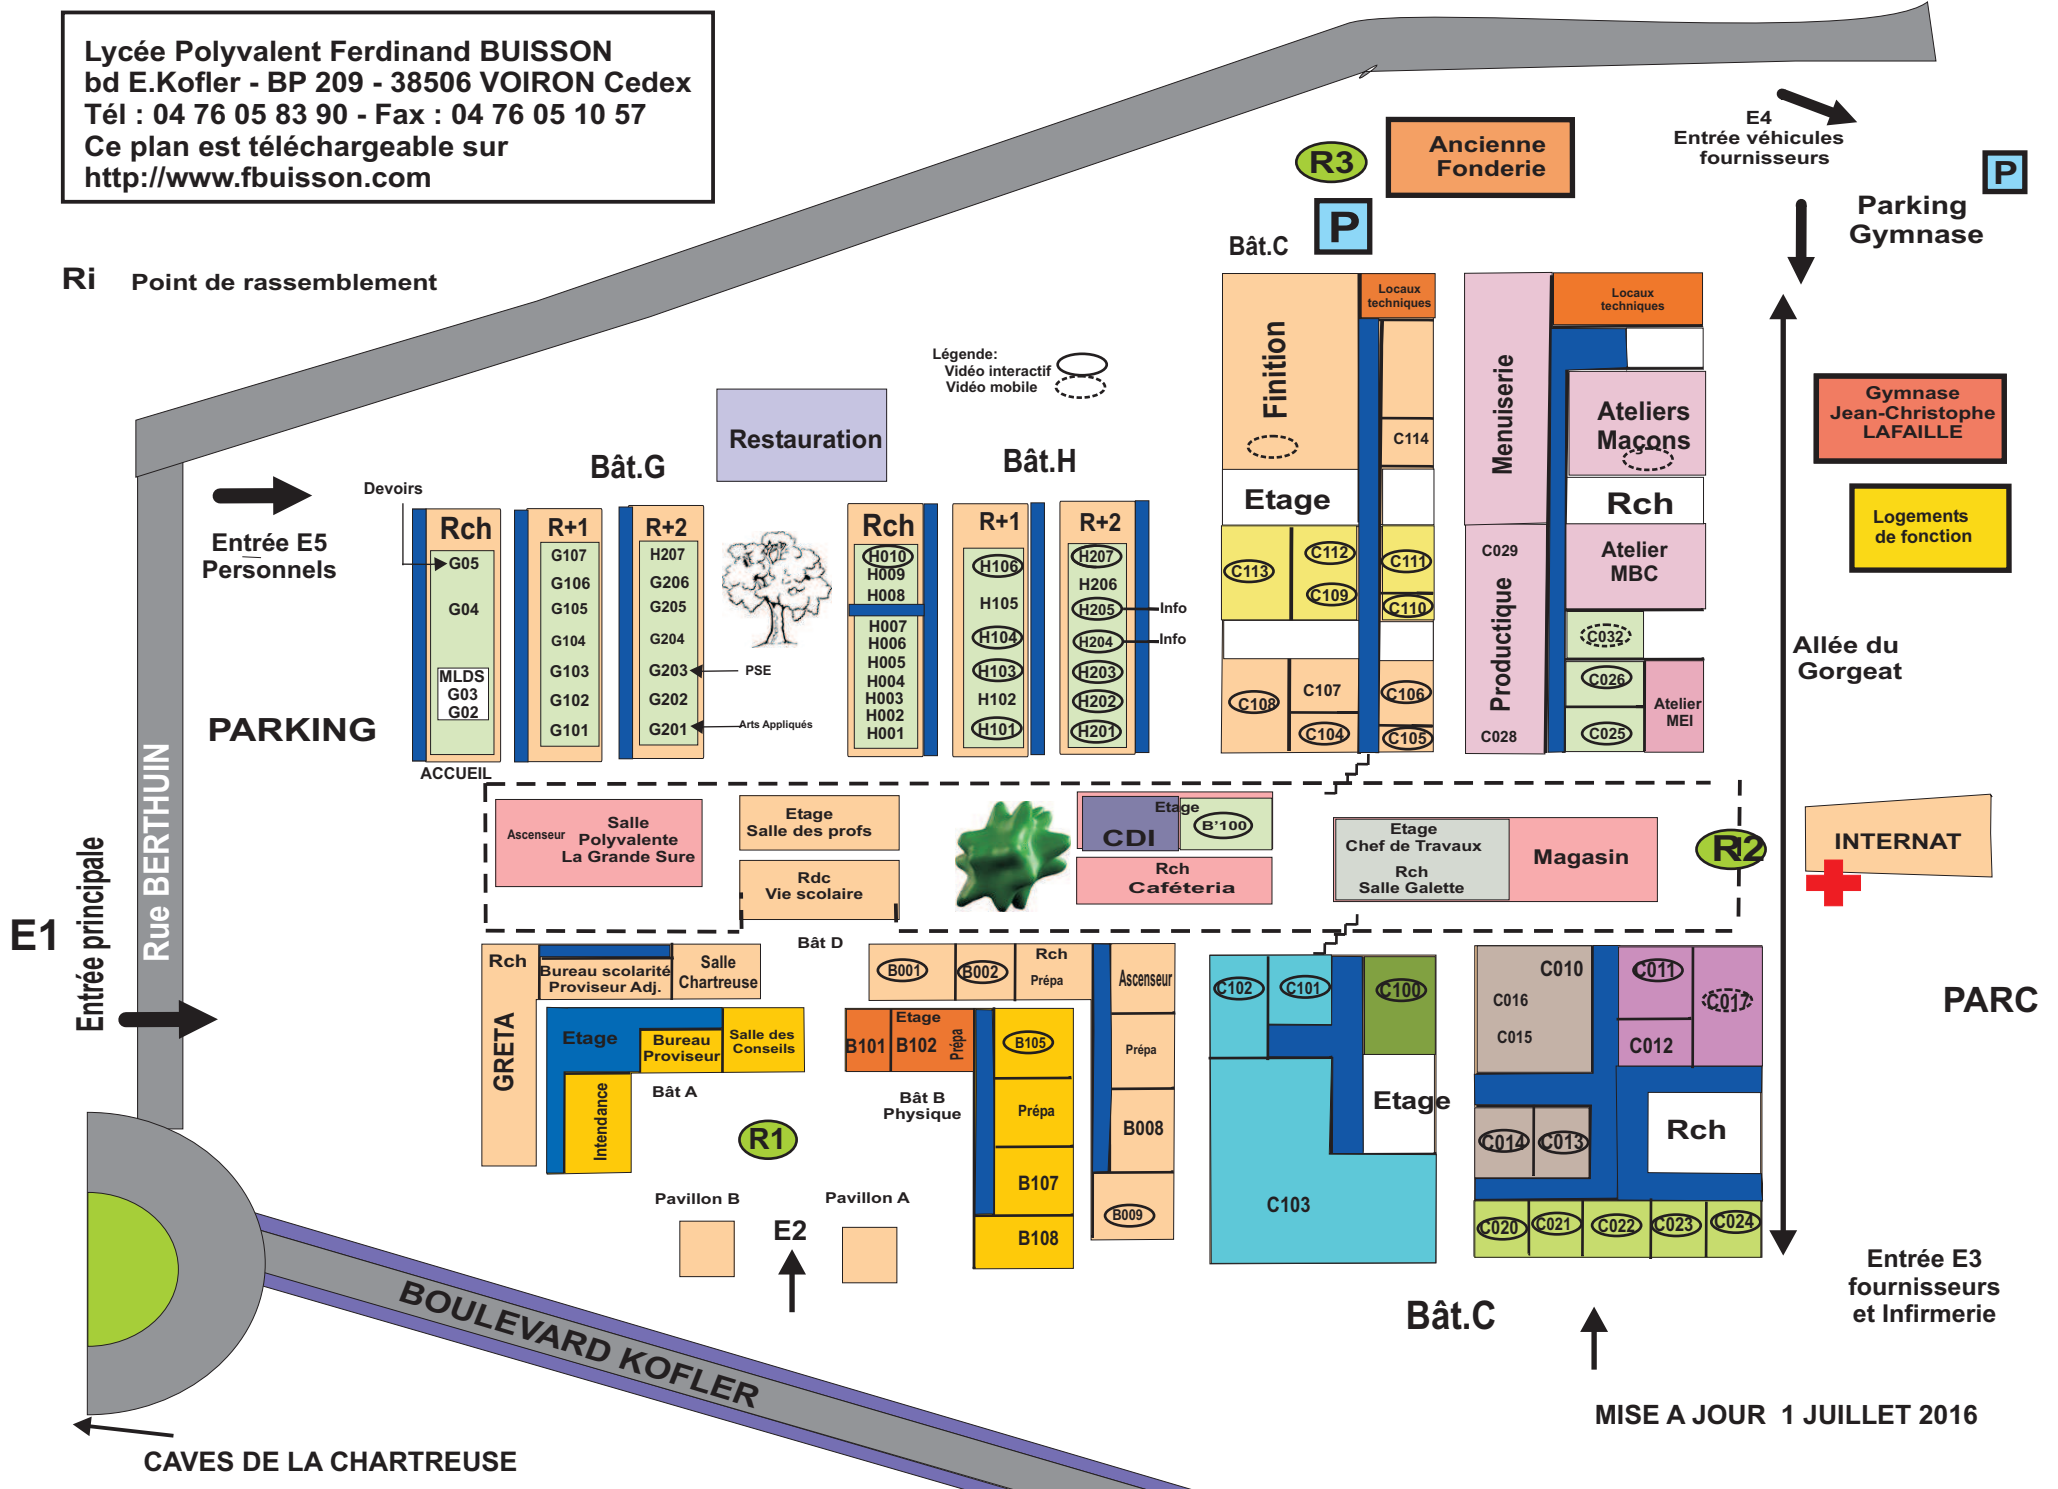 Lycée Polyvalent Ferdinand BUISSON
bd E.Kofler - BP 209 - 38506 VOIRON Cedex
Tél : 04 76 05 83 90 - Fax : 04 76 05 10 57
Ce plan est téléchargeable sur
http://www.fbuisson.com
Ri Point de rassemblement
R3
Ancienne
Fonderie
P
E4
Entrée véhicules
fournisseurs
P
Parking
Gymnase
Légende:
Vidéo interactif
Vidéo mobile
Bât.C
Finition
Locaux
techniques
C114
Etage
C113
C112
C109
C111
C110
C108
C107
C104
C106
C105
Menuiserie
Locaux
techniques
Ateliers
Maçons
Rch
C029
Productique
C028
Atelier
MBC
C032
C026
C025
Atelier
MEI
Gymnase
Jean-Christophe
LAFAILLE
Logements
de fonction
Allée du
Gorgeat
Restauration
Entrée E5
Personnels
PARKING
Devoirs
Bât.G
Rch
G05
G04
MLDS
G03
G02
ACCUEIL
R+1
G107
G106
G105
G104
G103
G102
G101
R+2
H207
G206
G205
G204
G203
G202
G201
PSE
Arts Appliqués
Bât.H
Rch
H010
H009
H008
H007
H006
H005
H004
H003
H002
H001
R+1
H106
H105
H104
H103
H102
H101
R+2
H207
H206
H205
H204
H203
H202
H201
Info
Info
Ascenseur
Salle
Polyvalente
La Grande Sure
Etage
Salle des profs
Rdc
Vie scolaire
Bât D
Etage
CDI
B'100
Rch
Caféteria
Etage
Chef de Travaux
Rch
Salle Galette
Magasin
R2
INTERNAT
PARC
E1
Entrée principale
Rue BERTHUIN
Rch
GRETA
Bureau scolarité
Proviseur Adj.
Salle
Chartreuse
Etage
Bureau
Proviseur
Salle des
Conseils
Intendance
Bât A
R1
B001
B002
Rch
Prépa
Ascenseur
Prépa
B008
B009
B101
Etage
B102
Prépa
B105
Prépa
B107
B108
Bât B
Physique
Pavillon B
Pavillon A
E2
C102
C101
C100
Etage
C103
C010
C016
C015
C011
C017
C012
C014
C013
Rch
C020
C021
C022
C023
C024
Bât.C
Entrée E3
fournisseurs
et Infirmerie
BOULEVARD KOFLER
CAVES DE LA CHARTREUSE
MISE A JOUR 1 JUILLET 2016